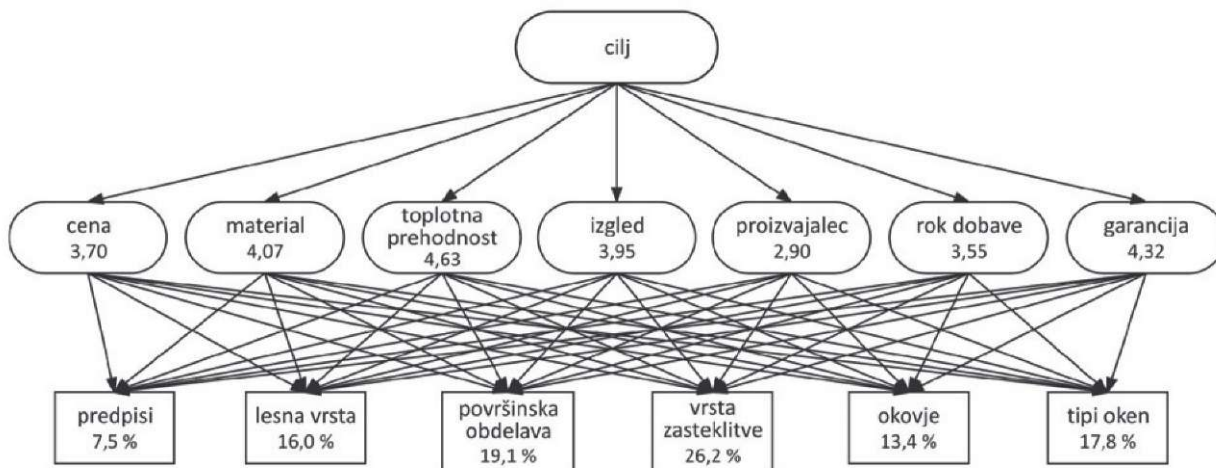 cilj
cena
3,70
material
4,07
toplotna
prehodnost
4,63
izgled
3,95
proizvajalec
2,90
rok dobave
3,55
garancija
4,32
predpisi
7,5 %
lesna vrsta
16,0 %
površinska
obdelava
19,1 %
vrsta
zasteklitve
26,2 %
okovje
13,4 %
tipi oken
17,8 %